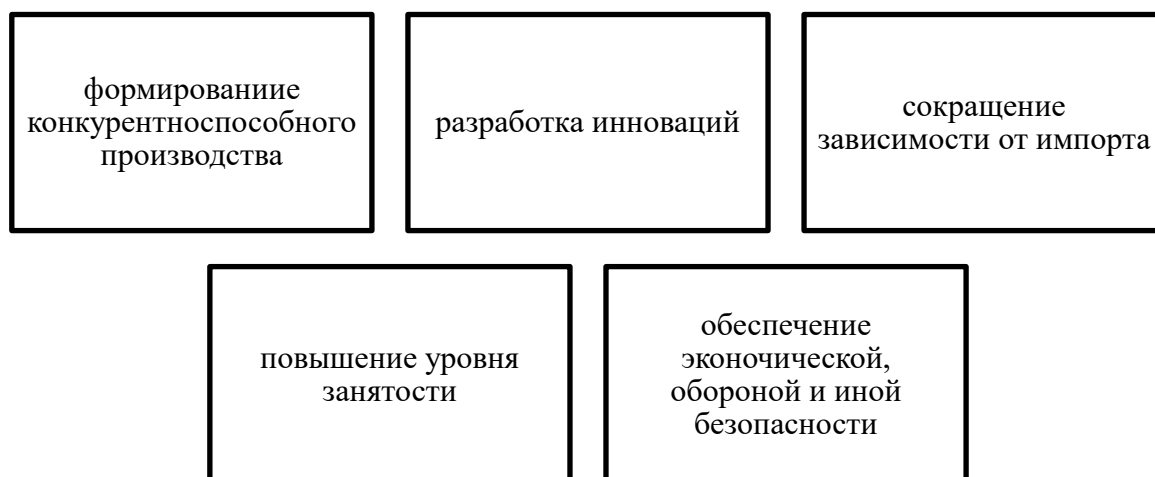 формированиие
конкурентноспособного
производства
разработка инноваций
сокращение
зависимости от импорта
повышение уровня
занятости
обеспечение
эконочической,
обороной и иной
безопасности